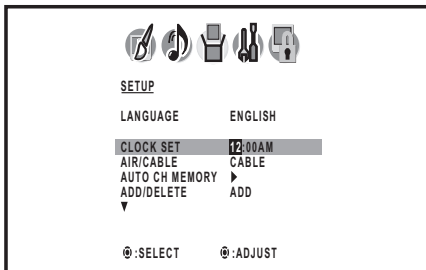 SETUP
LANGUAGE ENGLISH
CLOCK SET 12:00AM
AIR/CABLE CABLE
AUTO CH MEMORY ▶
ADD/DELETE ADD
▼
:SELECT :ADJUST